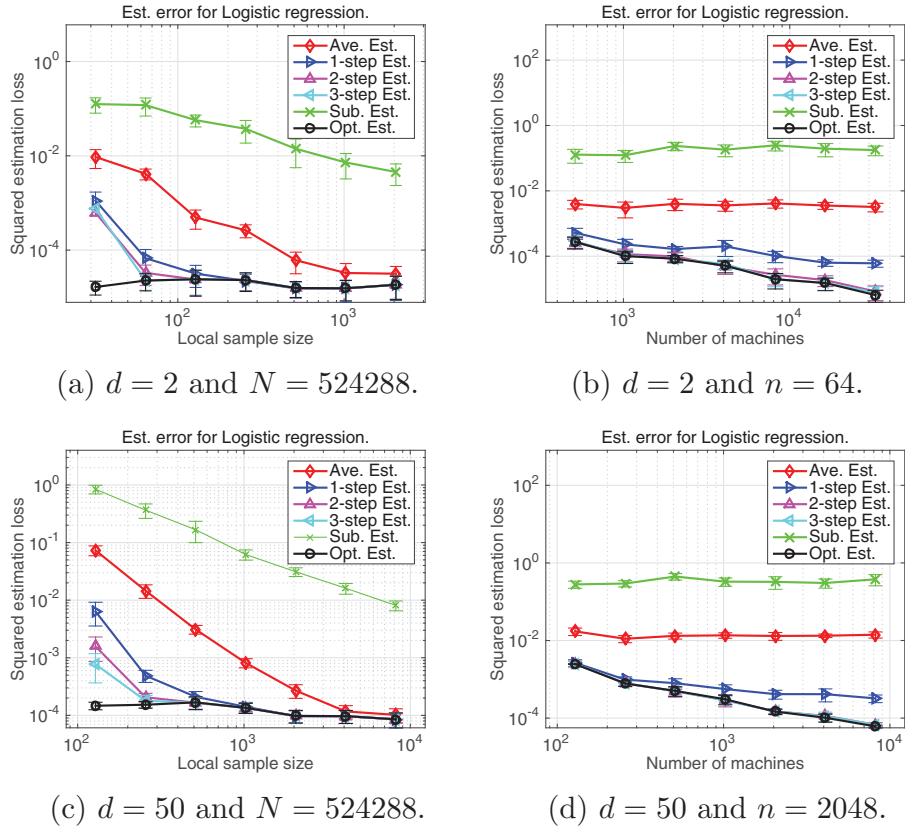 Est. error for Logistic regression.
Squared estimation loss
10^0
10^-2
10^-4
Ave. Est.
1-step Est.
2-step Est.
3-step Est.
Sub. Est.
Opt. Est.
10^2
10^3
Local sample size
(a) d = 2 and N = 524288.
Est. error for Logistic regression.
Squared estimation loss
10^2
10^0
10^-2
10^-4
Ave. Est.
1-step Est.
2-step Est.
3-step Est.
Sub. Est.
Opt. Est.
10^3
10^4
Number of machines
(b) d = 2 and n = 64.
Est. error for Logistic regression.
Squared estimation loss
10^0
10^-1
10^-2
10^-3
10^-4
Ave. Est.
1-step Est.
2-step Est.
3-step Est.
Sub. Est.
Opt. Est.
10^2
10^3
10^4
Local sample size
(c) d = 50 and N = 524288.
Est. error for Logistic regression.
Squared estimation loss
10^2
10^0
10^-2
10^-4
Ave. Est.
1-step Est.
2-step Est.
3-step Est.
Sub. Est.
Opt. Est.
10^2
10^3
10^4
Number of machines
(d) d = 50 and n = 2048.